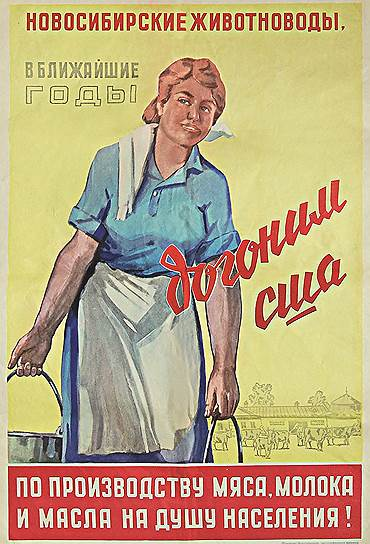 НОВОСИБИРСКИЕ ЖИВОТНОВОДЫ,
В БЛИЖАЙШИЕ
ГОДЫ
догоним
сша
ПО ПРОИЗВОДСТВУ МЯСА, МОЛОКА
И МАСЛА НА ДУШУ НАСЕЛЕНИЯ!